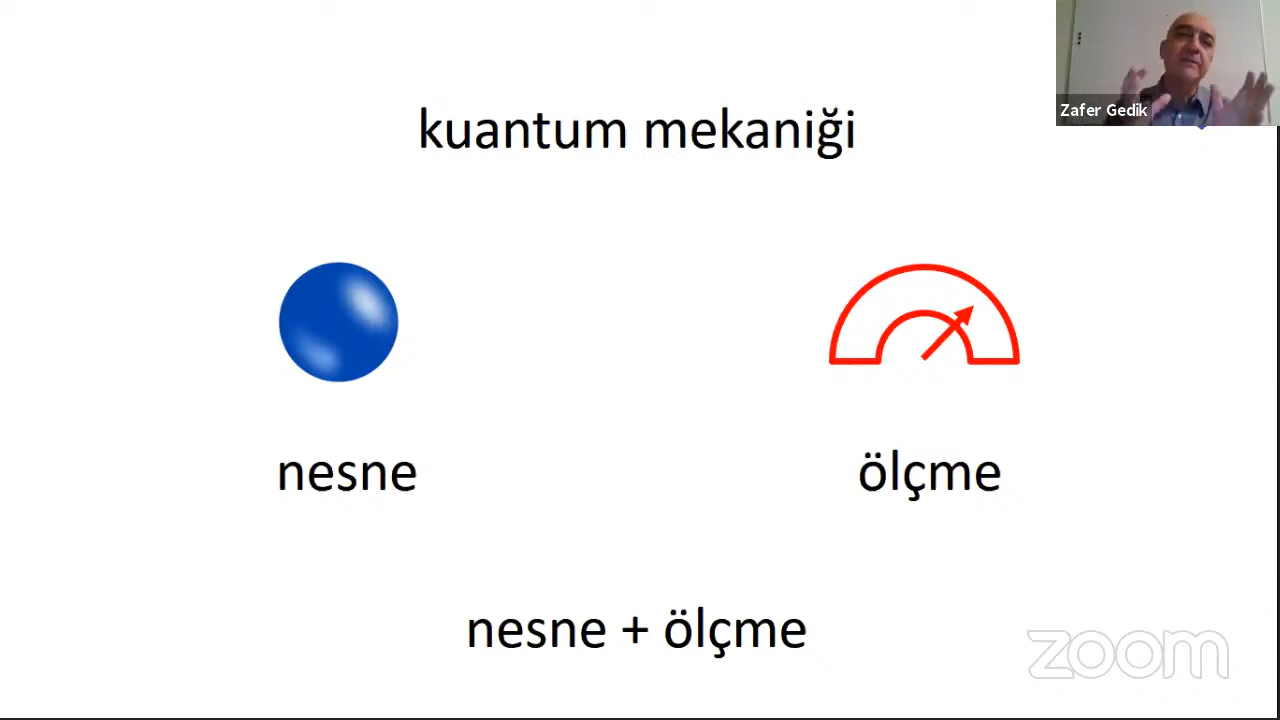 Zafer Gedik
kuantum mekaniği
nesne
ölçme
nesne + ölçme
zoom